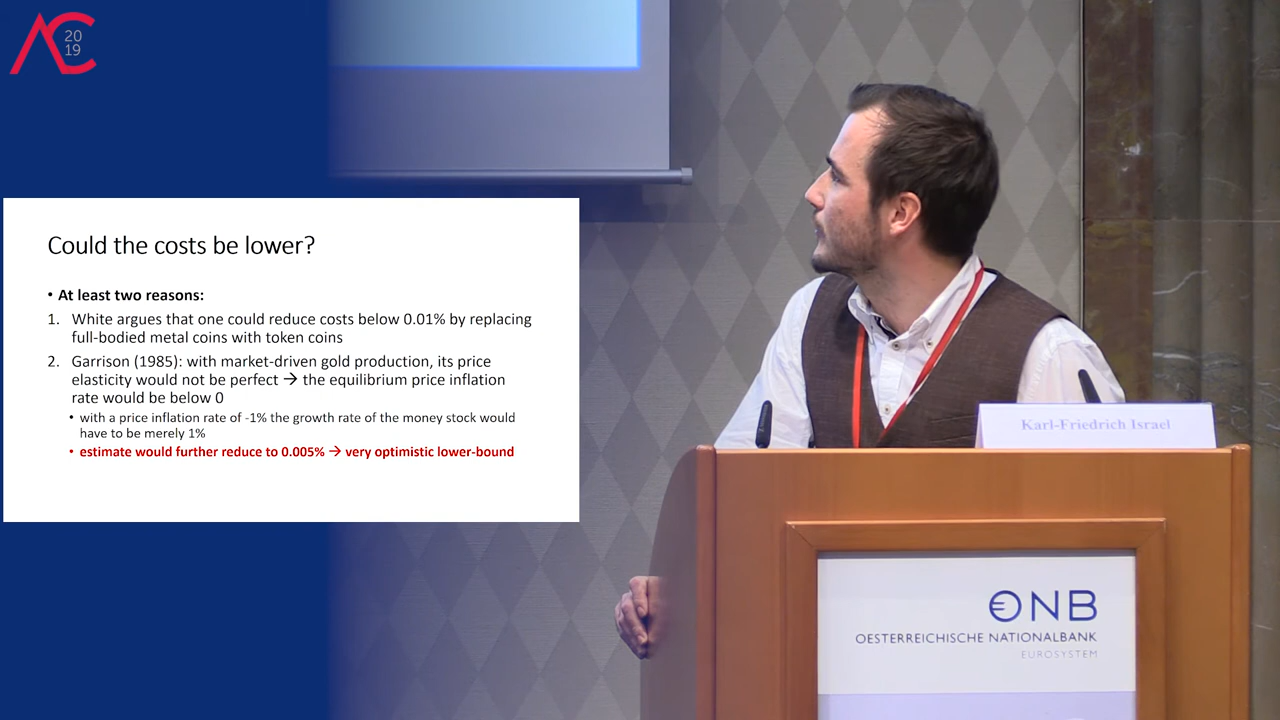 AC
20
19
Could the costs be lower?
• At least two reasons:
1. White argues that one could reduce costs below 0.01% by replacing
full-bodied metal coins with token coins
2. Garrison (1985): with market-driven gold production, its price
elasticity would not be perfect → the equilibrium price inflation
rate would be below 0
• with a price inflation rate of -1% the growth rate of the money stock would
have to be merely 1%
• estimate would further reduce to 0.005% → very optimistic lower-bound
Karl-Friedrich Israel
ONB
OESTERREICHISCHE NATIONALBANK
EUROSYSTEM